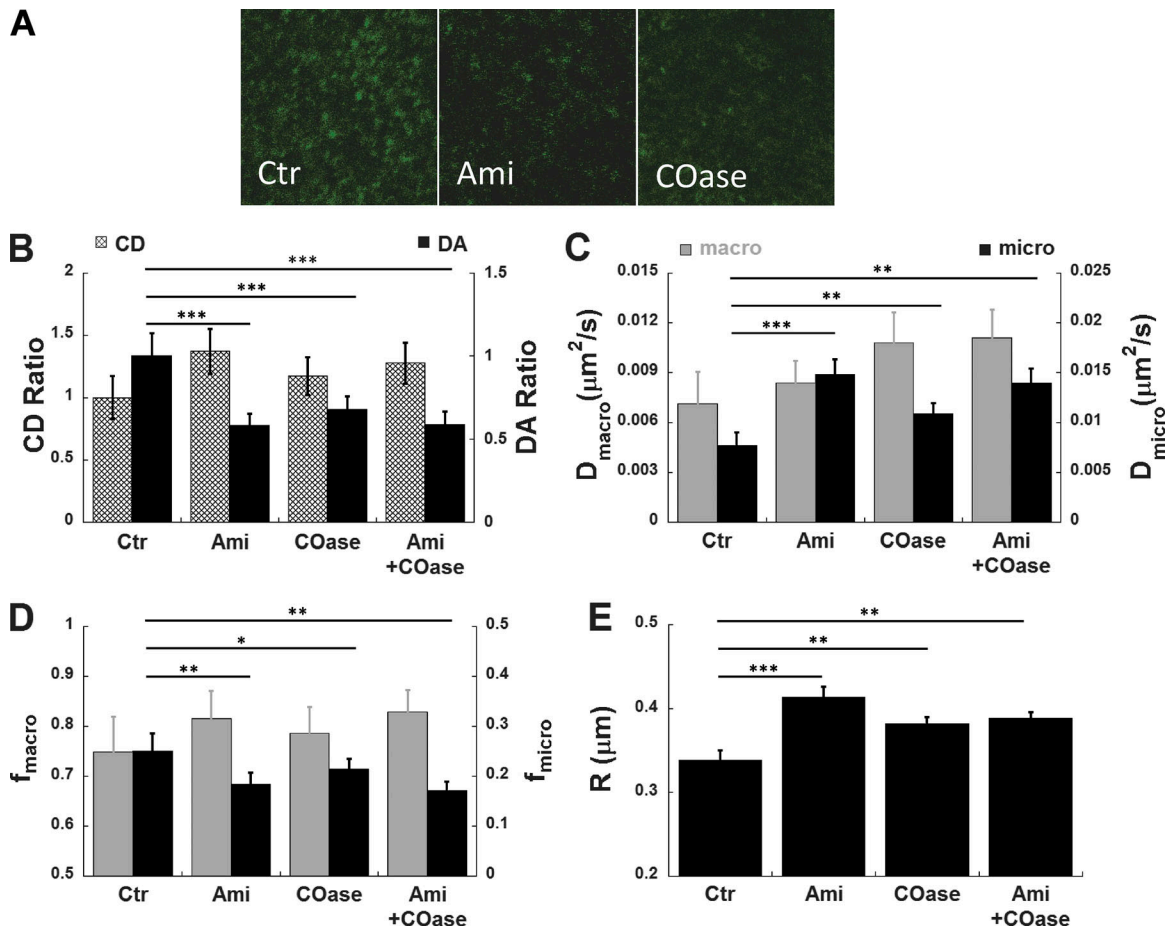 A
Ctr
Ami
COase
B
CD
DA
2
1.5
1
0.5
0
CD Ratio
1.5
1
0.5
0
DA Ratio
***
***
***
Ctr
Ami
COase
Ami
+COase
C
macro
micro
0.015
0.012
0.009
0.006
0.003
0
D macro (μm²/s)
0.025
0.02
0.015
0.01
0.005
0
D micro (μm²/s)
**
**
***
Ctr
Ami
COase
Ami
+COase
D
1
0.9
0.8
0.7
0.6
0.5
f macro
0.5
0.4
0.3
0.2
0.1
0
f micro
**
*
**
Ctr
Ami
COase
Ami
+COase
E
0.5
0.4
0.3
0.2
R (μm)
**
**
***
Ctr
Ami
COase
Ami
+COase